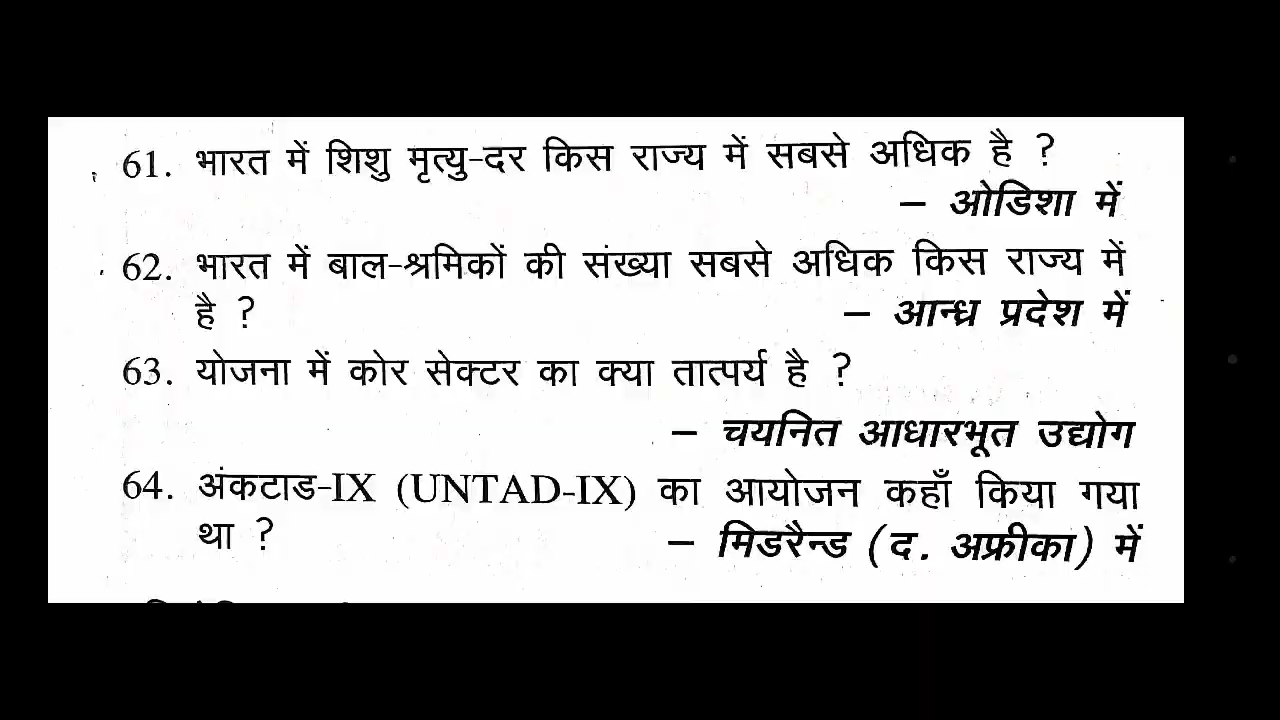 61. भारत में शिशु मृत्यु-दर किस राज्य में सबसे अधिक है ?
– ओडिशा में
62. भारत में बाल-श्रमिकों की संख्या सबसे अधिक किस राज्य में
है ? – आन्ध्र प्रदेश में
63. योजना में कोर सेक्टर का क्या तात्पर्य है ?
– चयनित आधारभूत उद्योग
64. अंकटाड-IX (UNTAD-IX) का आयोजन कहाँ किया गया
था ? – मिडरैन्ड (द. अफ्रीका) में